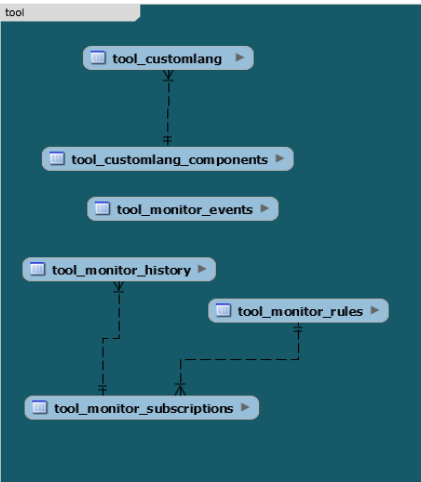 tool
tool_customlang
tool_customlang_components
tool_monitor_events
tool_monitor_history
tool_monitor_rules
tool_monitor_subscriptions